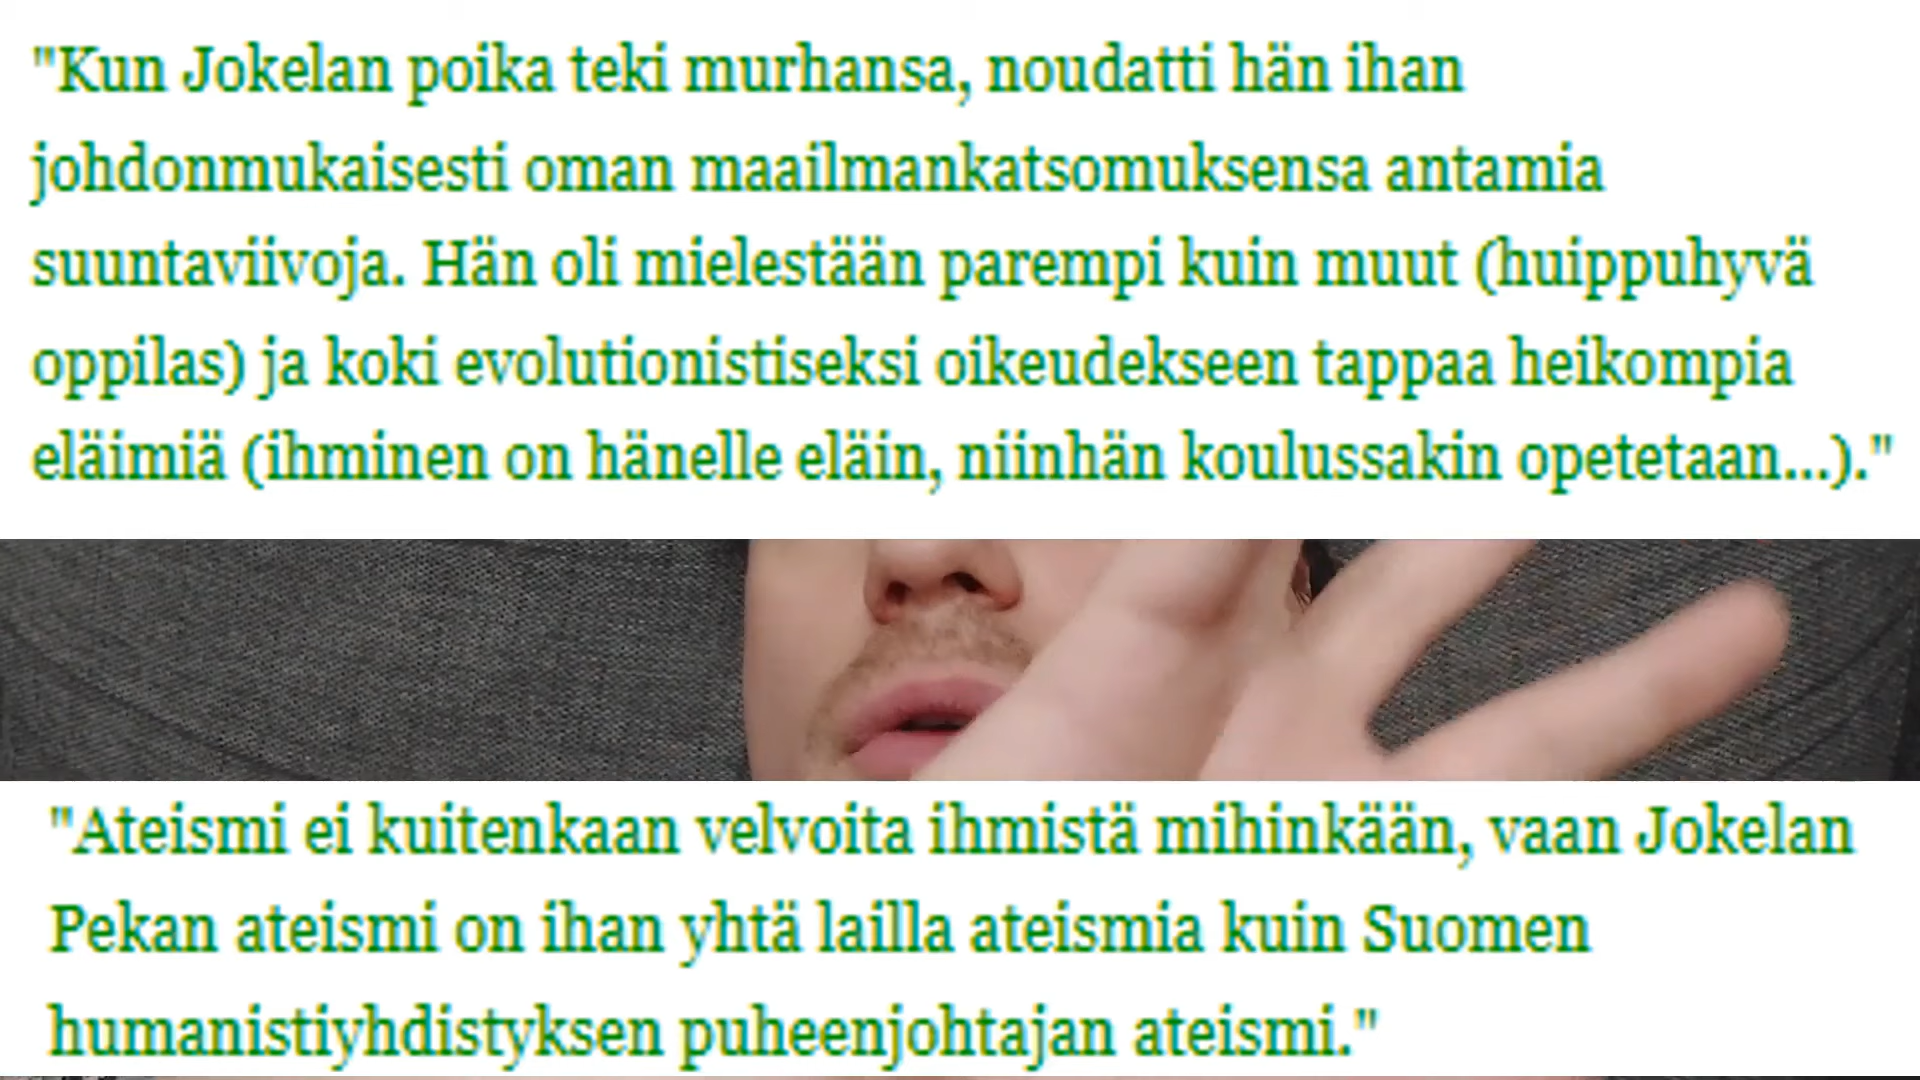 "Kun Jokelan poika teki murhansa, noudatti hän ihan
johdonmukaisesti oman maailmankatsomuksensa antamia
suuntaviivoja. Hän oli mielestään parempi kuin muut (huippuhyvä
oppilas) ja koki evolutionistiseksi oikeudekseen tappaa heikompia
eläimiä (ihminen on hänelle eläin, niinhän koulussakin opetetaan...)."
"Ateismi ei kuitenkaan velvoita ihmistä mihinkään, vaan Jokelan
Pekan ateismi on ihan yhtä lailla ateismia kuin Suomen
humanistiyhdistyksen puheenjohtajan ateismi."